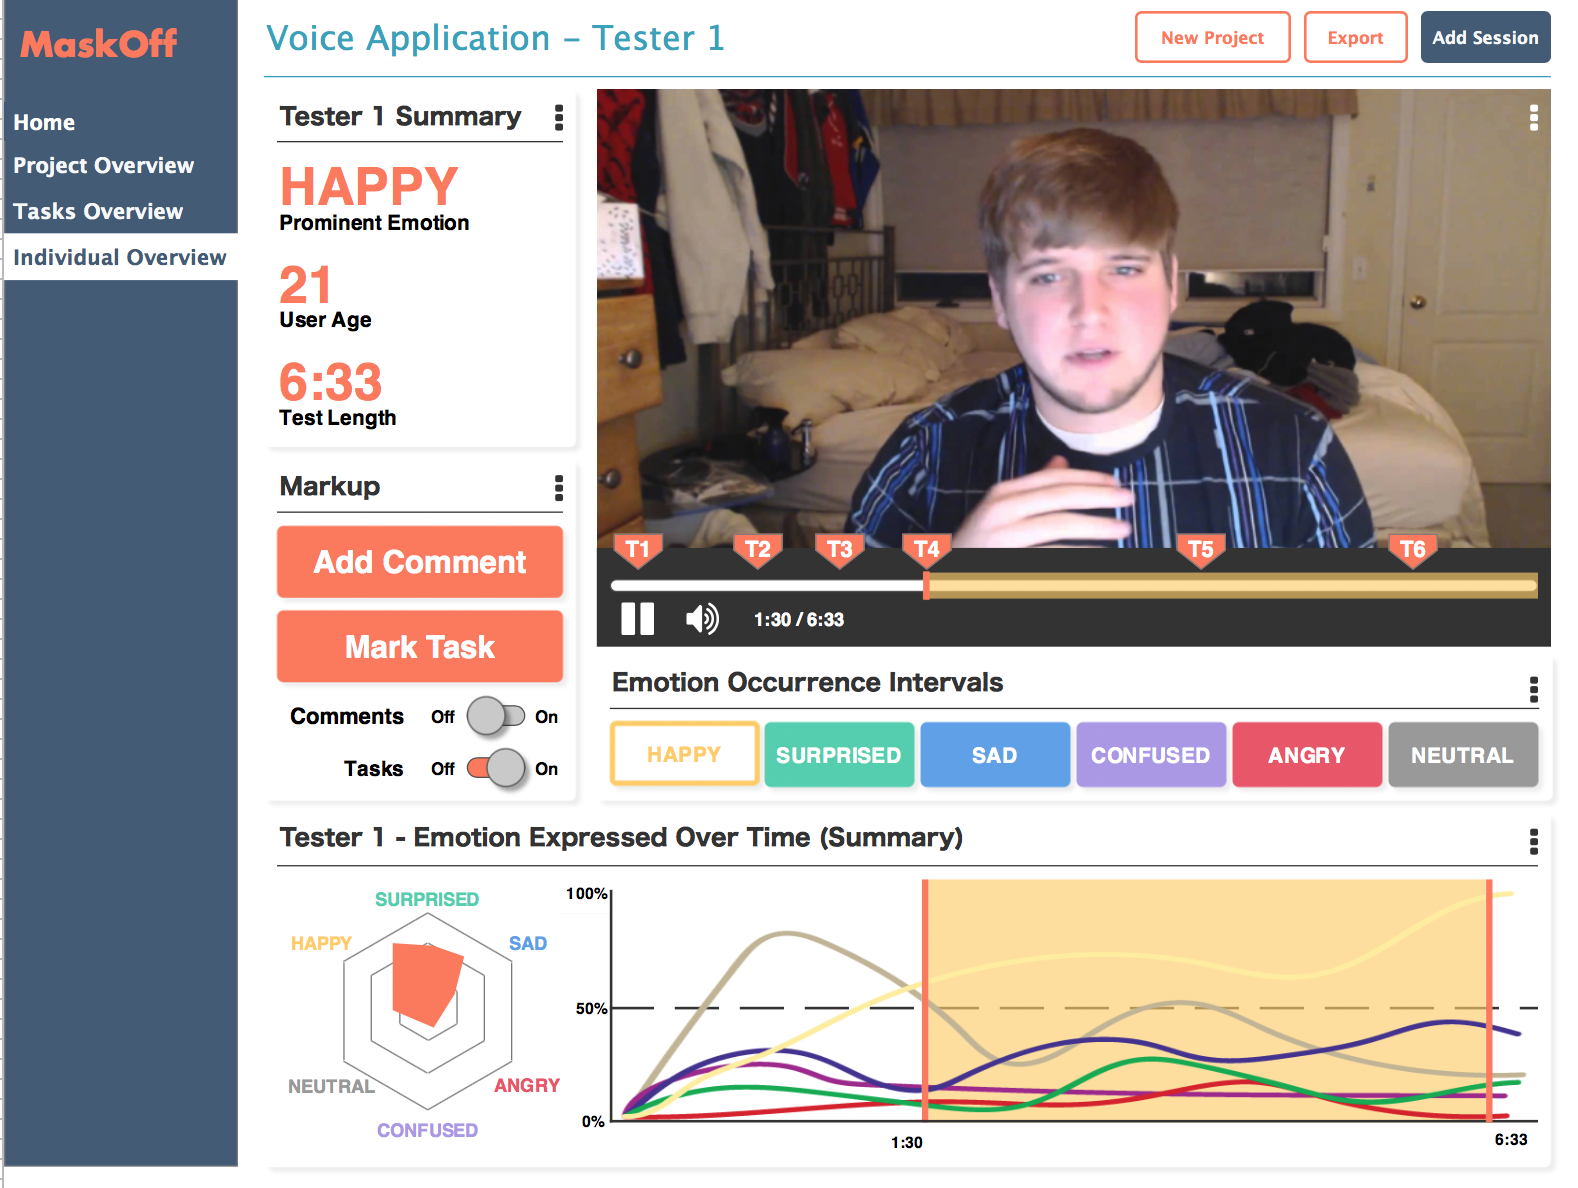 MaskOff
Home
Project Overview
Tasks Overview
Individual Overview
Voice Application – Tester 1
New Project
Export
Add Session
Tester 1 Summary
HAPPY
Prominent Emotion
21
User Age
6:33
Test Length
Markup
Add Comment
Mark Task
Comments Off On
Tasks Off On
T1 T2 T3 T4 T5 T6
1:30 / 6:33
Emotion Occurrence Intervals
HAPPY SURPRISED SAD CONFUSED ANGRY NEUTRAL
Tester 1 - Emotion Expressed Over Time (Summary)
SURPRISED
HAPPY
SAD
NEUTRAL
ANGRY
CONFUSED
100%
50%
0%
1:30
6:33